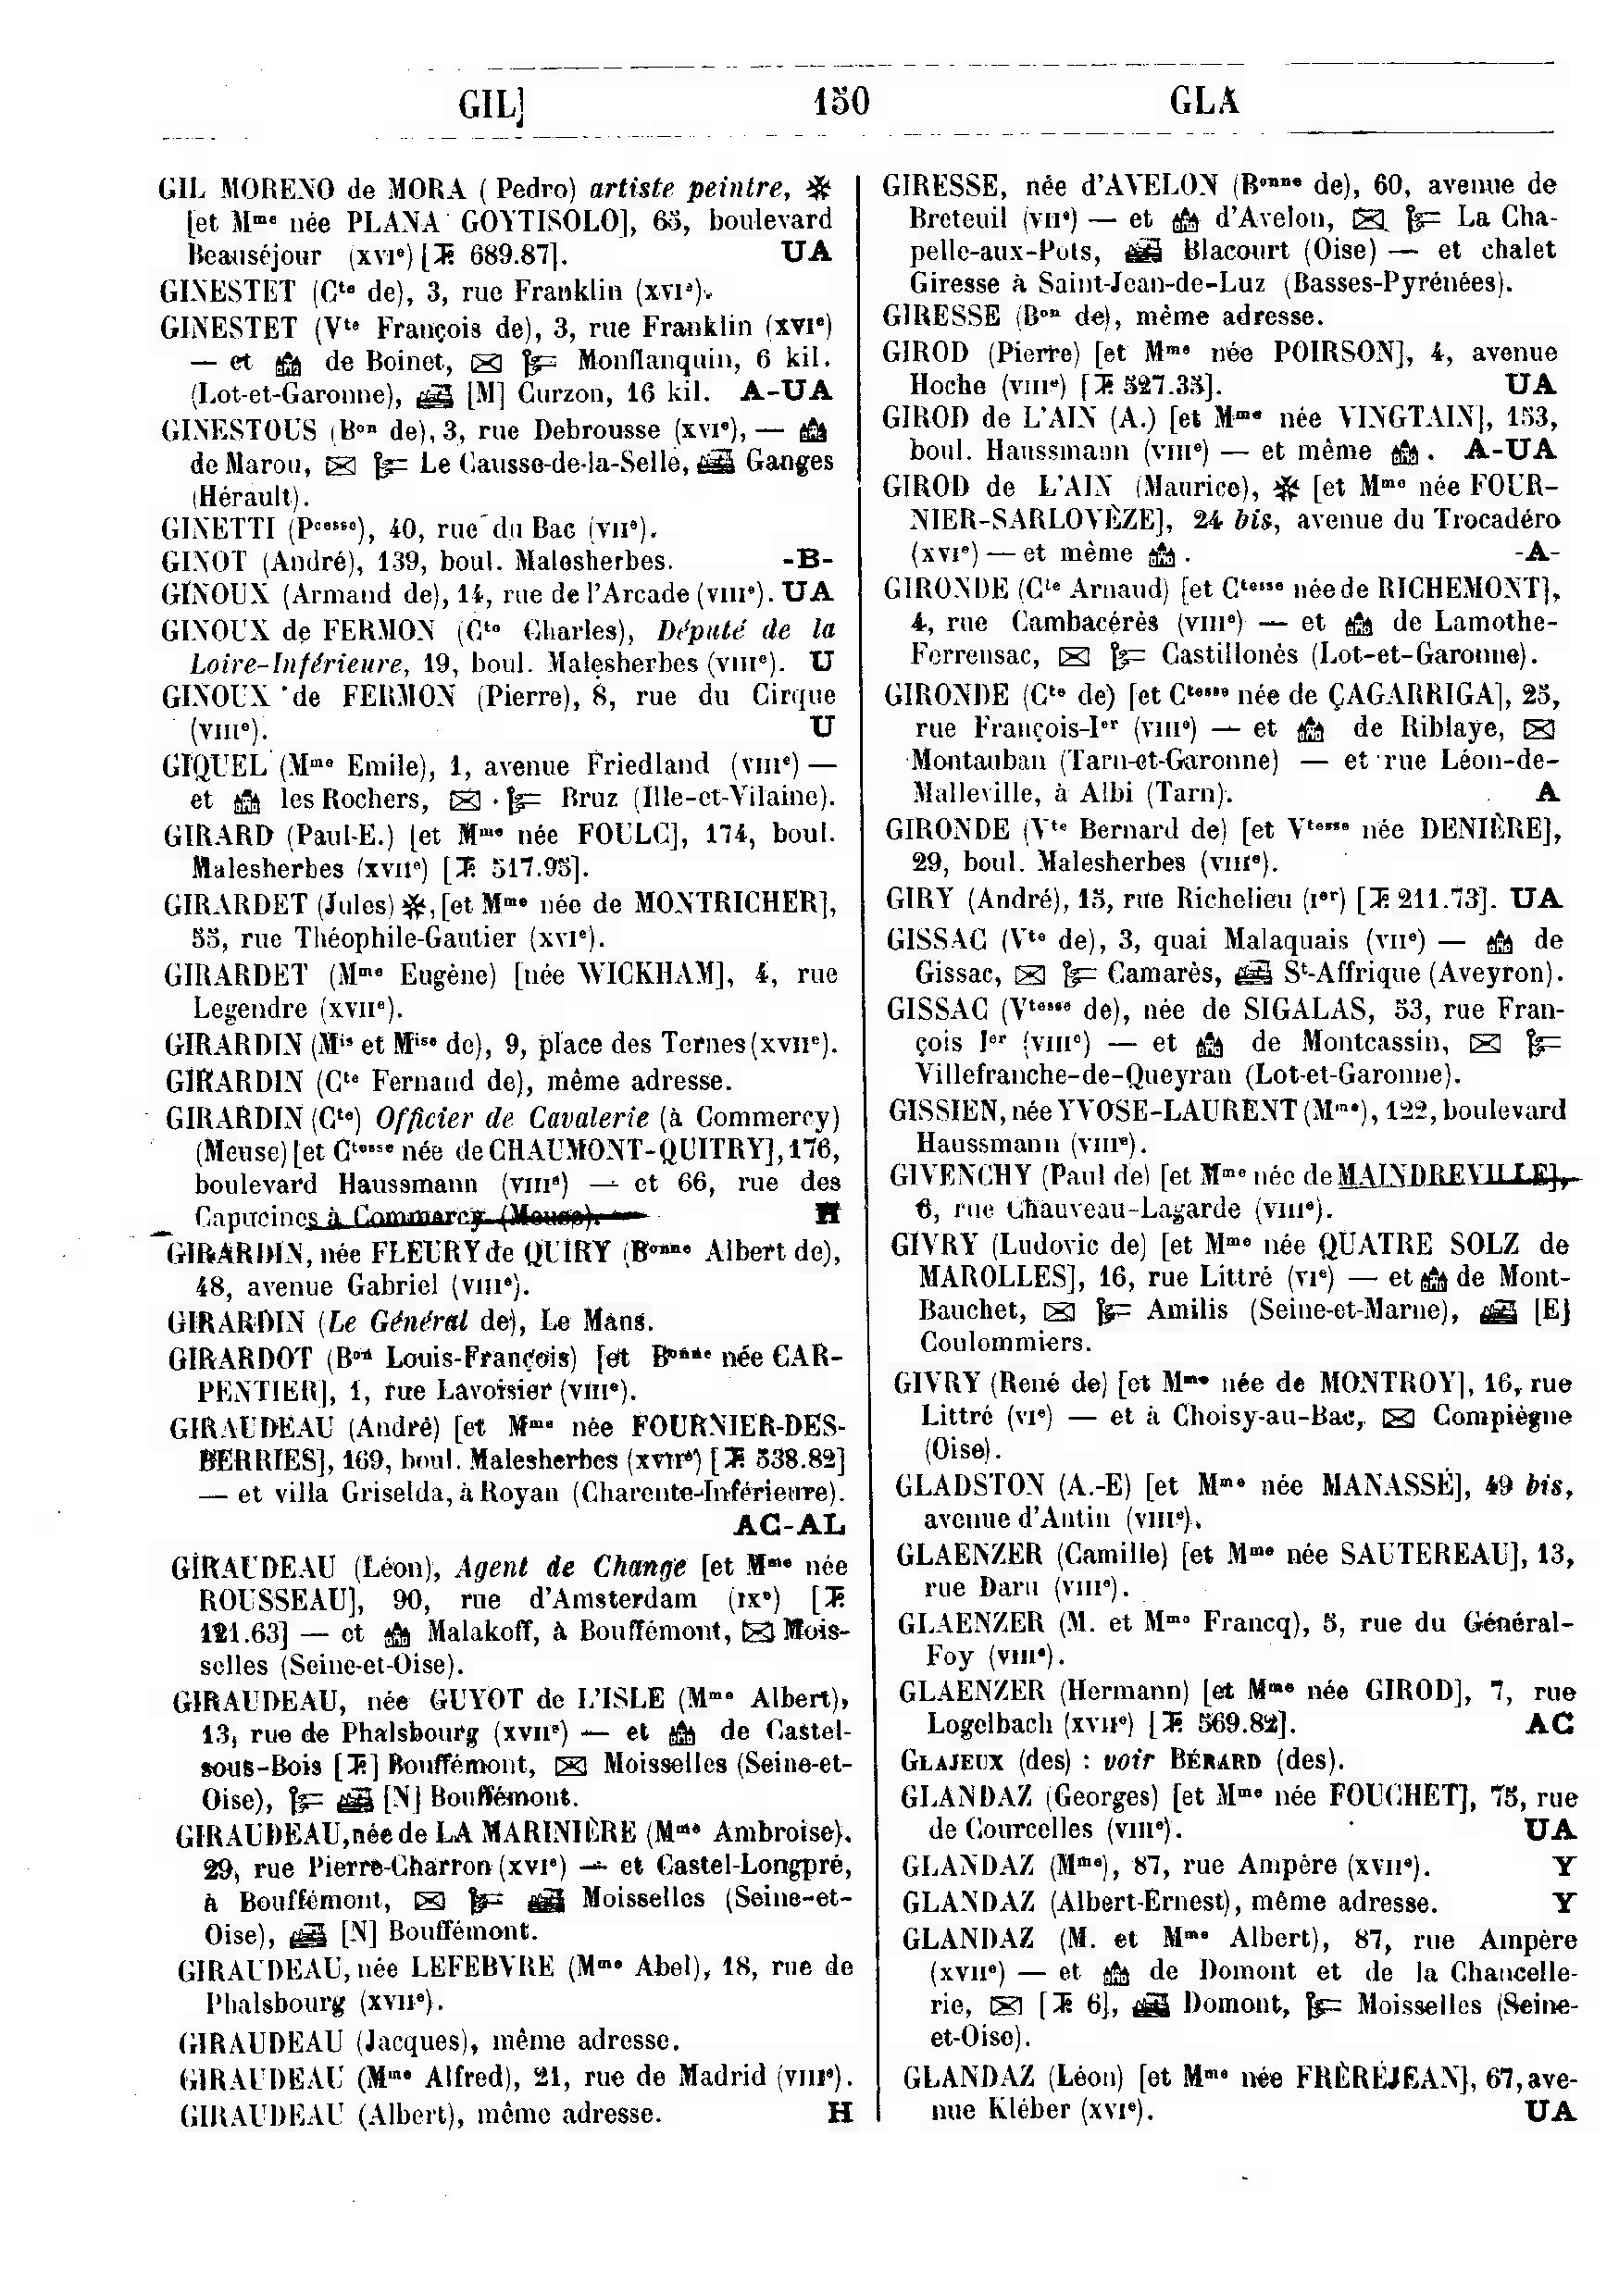 GIL] 150 GLA
GIL MORENO de MORA (Pedro) artiste peintre,
[et Mme née PLANA GOYTISOLO], 65, boulevard
Beauséjour (XVIe) [T. 689.87]. UA
GINESTET (Cte de), 3, rue Franklin (XVIe).
GINESTET (Vte François de), 3, rue Franklin (XVIe)
— et de Boinet, Monflanquin, 6 kil.
(Lot-et-Garonne), [M] Curzon, 16 kil. A-UA
GINESTOUS (Bon de), 3, rue Debrousse (XVIe), —
de Marou, Le Causse-de-la-Selle, Ganges
(Hérault).
GINETTI (Pcesse), 40, rue du Bac (VIIe).
GINOT (André), 139, boul. Malesherbes. -B-
GINOUX (Armand de), 14, rue de l'Arcade (VIIIe). UA
GINOUX de FERMON (Cte Charles), Député de la
Loire-Inférieure, 19, boul. Malesherbes (VIIIe). U
GINOUX de FERMON (Pierre), 8, rue du Cirque
(VIIIe). U
GIQUEL (Mme Emile), 1, avenue Friedland (VIIIe) —
et les Rochers, Bruz (Ille-et-Vilaine).
GIRARD (Paul-E.) [et Mme née FOULC], 174, boul.
Malesherbes (XVIIe) [T. 517.95].
GIRARDET (Jules), [et Mme née de MONTRICHER],
55, rue Théophile-Gautier (XVIe).
GIRARDET (Mme Eugène) [née WICKHAM], 4, rue
Legendre (XVIIe).
GIRARDIN (Mis et Mise de), 9, place des Ternes (XVIIe).
GIRARDIN (Cte Fernand de), même adresse.
GIRARDIN (Cte) Officier de Cavalerie (à Commercy)
(Meuse) [et Ctesse née de CHAUMONT-QUITRY], 176,
boulevard Haussmann (VIIIe) — et 66, rue des
Capucines à Commercy (Meuse). H
GIRARDIN, née FLEURY de QUIRY (Bonne Albert de),
48, avenue Gabriel (VIIIe).
GIRARDIN (Le Général de), Le Mans.
GIRARDOT (Bon Louis-François) [et Bonne née CAR-
PENTIER], 1, rue Lavoisier (VIIIe).
GIRAUDEAU (André) [et Mme née FOURNIER-DES-
BERRIES], 169, boul. Malesherbes (XVIIe) [T. 538.82]
— et villa Griselda, à Royan (Charente-Inférieure).
AC-AL
GIRAUDEAU (Léon), Agent de Change [et Mme née
ROUSSEAU], 90, rue d'Amsterdam (IXe) [T.
121.63] — et Malakoff, à Bouffémont, Mois-
selles (Seine-et-Oise).
GIRAUDEAU, née GUYOT de L'ISLE (Mme Albert),
13, rue de Phalsbourg (XVIIe) — et de Castel-
sous-Bois [T.] Bouffémont, Moisselles (Seine-et-
Oise), [N] Bouffémont.
GIRAUDEAU, née de LA MARINIÈRE (Mme Ambroise),
29, rue Pierre-Charron (XVIe) — et Castel-Longpré,
à Bouffémont, Moisselles (Seine-et-
Oise), [N] Bouffémont.
GIRAUDEAU, née LEFEBVRE (Mme Abel), 18, rue de
Phalsbourg (XVIIe).
GIRAUDEAU (Jacques), même adresse.
GIRAUDEAU (Mme Alfred), 21, rue de Madrid (VIIIe).
GIRAUDEAU (Albert), même adresse. H
GIRESSE, née d'AVELON (Bonne de), 60, avenue de
Breteuil (VIIe) — et d'Avelon, La Cha-
pelle-aux-Pots, Blacourt (Oise) — et chalet
Giresse à Saint-Jean-de-Luz (Basses-Pyrénées).
GIRESSE (Bon de), même adresse.
GIROD (Pierre) [et Mme née POIRSON], 4, avenue
Hoche (VIIIe) [T. 527.35]. UA
GIROD de L'AIN (A.) [et Mme née VINGTAIN], 153,
boul. Haussmann (VIIIe) — et même. A-UA
GIROD de L'AIN (Maurice), [et Mme née FOUR-
NIER-SARLOVÈZE], 24 bis, avenue du Trocadéro
(XVIe) — et même. -A-
GIRONDE (Cte Arnaud) [et Ctesse née de RICHEMONT],
4, rue Cambacérès (VIIIe) — et de Lamothe-
Ferrensac, Castillonès (Lot-et-Garonne).
GIRONDE (Cte de) [et Ctesse née de ÇAGARRIGA], 25,
rue François-Ier (VIIIe) — et de Riblaye,
Montauban (Tarn-et-Garonne) — et rue Léon-de-
Malleville, à Albi (Tarn). A
GIRONDE (Vte Bernard de) [et Vtesse née DENIÈRE],
29, boul. Malesherbes (VIIIe).
GIRY (André), 15, rue Richelieu (Ier) [T. 211.73]. UA
GISSAC (Vte de), 3, quai Malaquais (VIIe) — de
Gissac, Camarès, St-Affrique (Aveyron).
GISSAC (Vtesse de), née de SIGALAS, 53, rue Fran-
çois Ier (VIIIe) — et de Montcassin,
Villefranche-de-Queyran (Lot-et-Garonne).
GISSIEN, née YVOSE-LAURENT (Mme), 122, boulevard
Haussmann (VIIIe).
GIVENCHY (Paul de) [et Mme née de MAINDREVILLE],
6, rue Chauveau-Lagarde (VIIIe).
GIVRY (Ludovic de) [et Mme née QUATRE SOLZ de
MAROLLES], 16, rue Littré (VIe) — et de Mont-
Bauchet, Amilis (Seine-et-Marne), [E]
Coulommiers.
GIVRY (René de) [et Mme née de MONTROY], 16, rue
Littré (VIe) — et à Choisy-au-Bac, Compiègne
(Oise).
GLADSTON (A.-E) [et Mme née MANASSÉ], 49 bis,
avenue d'Antin (VIIIe).
GLAENZER (Camille) [et Mme née SAUTEREAU], 13,
rue Daru (VIIIe).
GLAENZER (M. et Mme Francq), 5, rue du Général-
Foy (VIIIe).
GLAENZER (Hermann) [et Mme née GIROD], 7, rue
Logelbach (XVIIe) [T. 569.82]. AC
GLAJEUX (des) : voir BÉRARD (des).
GLANDAZ (Georges) [et Mme née FOUCHET], 75, rue
de Courcelles (VIIIe). UA
GLANDAZ (Mme), 87, rue Ampère (XVIIe). Y
GLANDAZ (Albert-Ernest), même adresse. Y
GLANDAZ (M. et Mme Albert), 87, rue Ampère
(XVIIe) — et de Domont et de la Chancelle-
rie, [T. 6], Domont, Moisselles (Seine-
et-Oise).
GLANDAZ (Léon) [et Mme née FRÈREJEAN], 67, ave-
nue Kléber (XVIe). UA